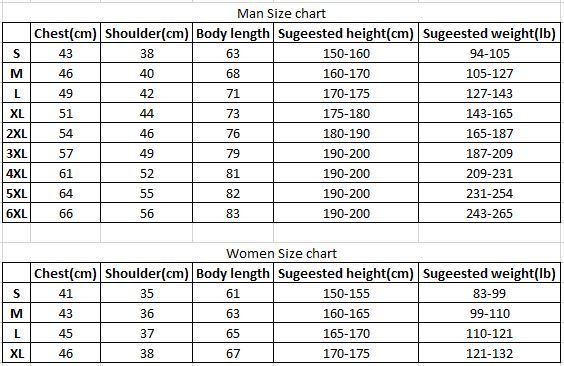 Man Size chart
Chest(cm) Shoulder(cm) Body length Sugeested height(cm) Sugeested weight(lb)
S 43 38 63 150-160 94-105
M 46 40 68 160-170 105-127
L 49 42 71 170-175 127-143
XL 51 44 73 175-180 143-165
2XL 54 46 76 180-190 165-187
3XL 57 49 79 190-200 187-209
4XL 61 52 81 190-200 209-231
5XL 64 55 82 190-200 231-254
6XL 66 56 83 190-200 243-265
Women Size chart
Chest(cm) Shoulder(cm) Body length Sugeested height(cm) Sugeested weight(lb)
S 41 35 61 150-155 83-99
M 43 36 63 160-165 99-110
L 45 37 65 165-170 110-121
XL 46 38 67 170-175 121-132